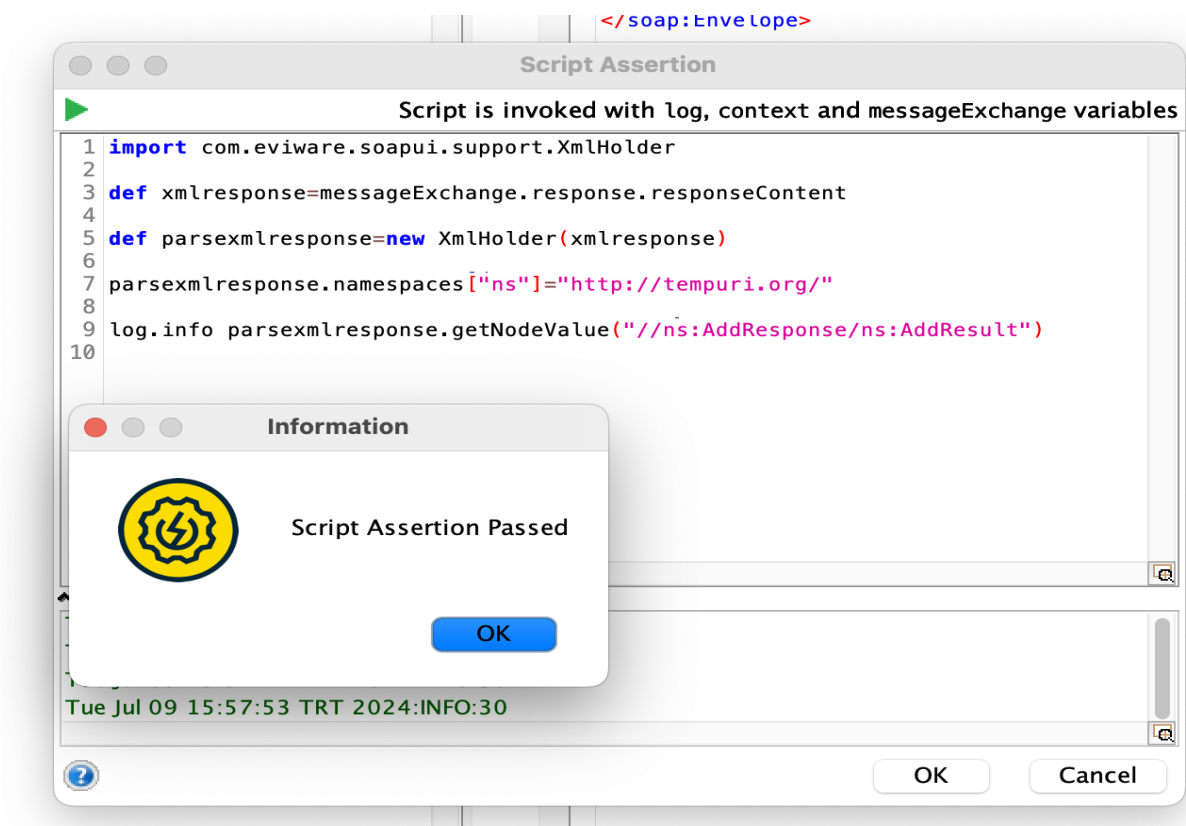 </soap:Envelope>
Script Assertion
Script is invoked with log, context and messageExchange variables
1 import com.eviware.soapui.support.XmlHolder
2
3 def xmlresponse=messageExchange.response.responseContent
4
5 def parsexmlresponse=new XmlHolder(xmlresponse)
6
7 parsexmlresponse.namespaces["ns"]="http://tempuri.org/"
8
9 log.info parsexmlresponse.getNodeValue("//ns:AddResponse/ns:AddResult")
10
Information
Script Assertion Passed
OK
Tue Jul 09 15:57:53 TRT 2024:INFO:30
OK Cancel